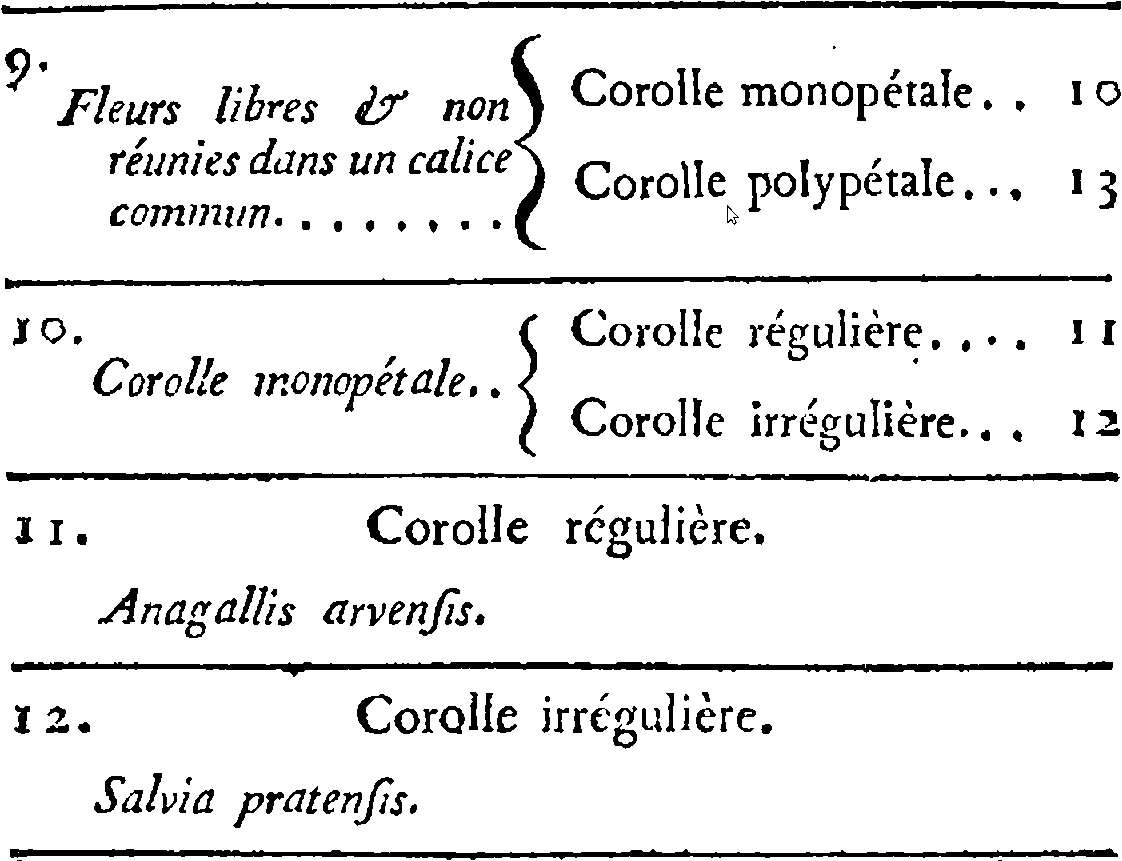 9.
Fleurs libres & non
réunies dans un calice
commun. . . . . . . .
Corolle monopétale. . 10
Corolle polypétale. . . 13
10.
Corolle monopétale. .
Corolle régulière. . . . 11
Corolle irrégulière. . . 12
11. Corolle régulière.
Anagallis arvenſis.
12. Corolle irrégulière.
Salvia pratenſis.